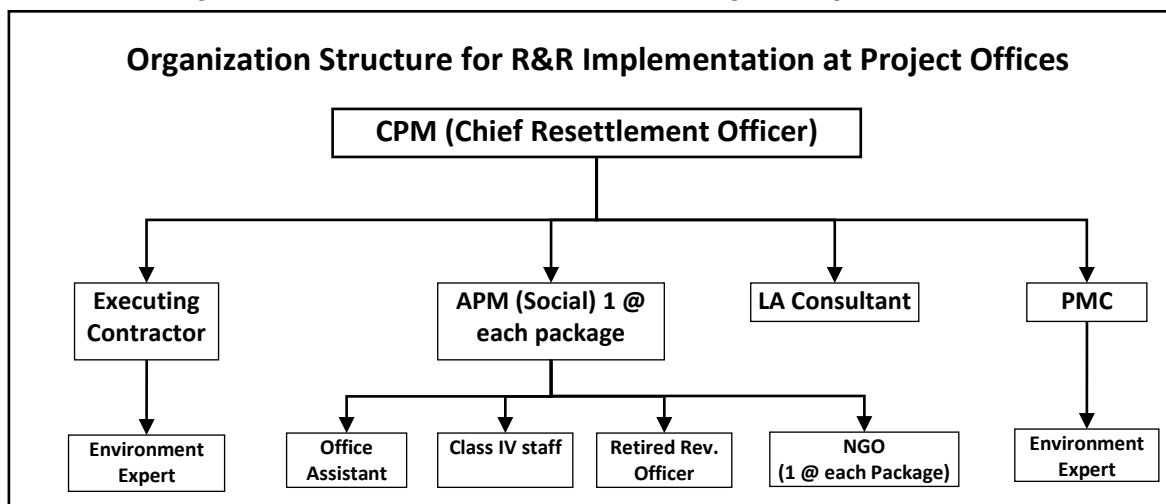 Organization Structure for R&R Implementation at Project Offices
CPM (Chief Resettlement Officer)
Executing
Contractor
APM (Social) 1 @
each package
LA Consultant
PMC
Environment
Expert
Office
Assistant
Class IV staff
Retired Rev.
Officer
NGO
(1 @ each Package)
Environment
Expert